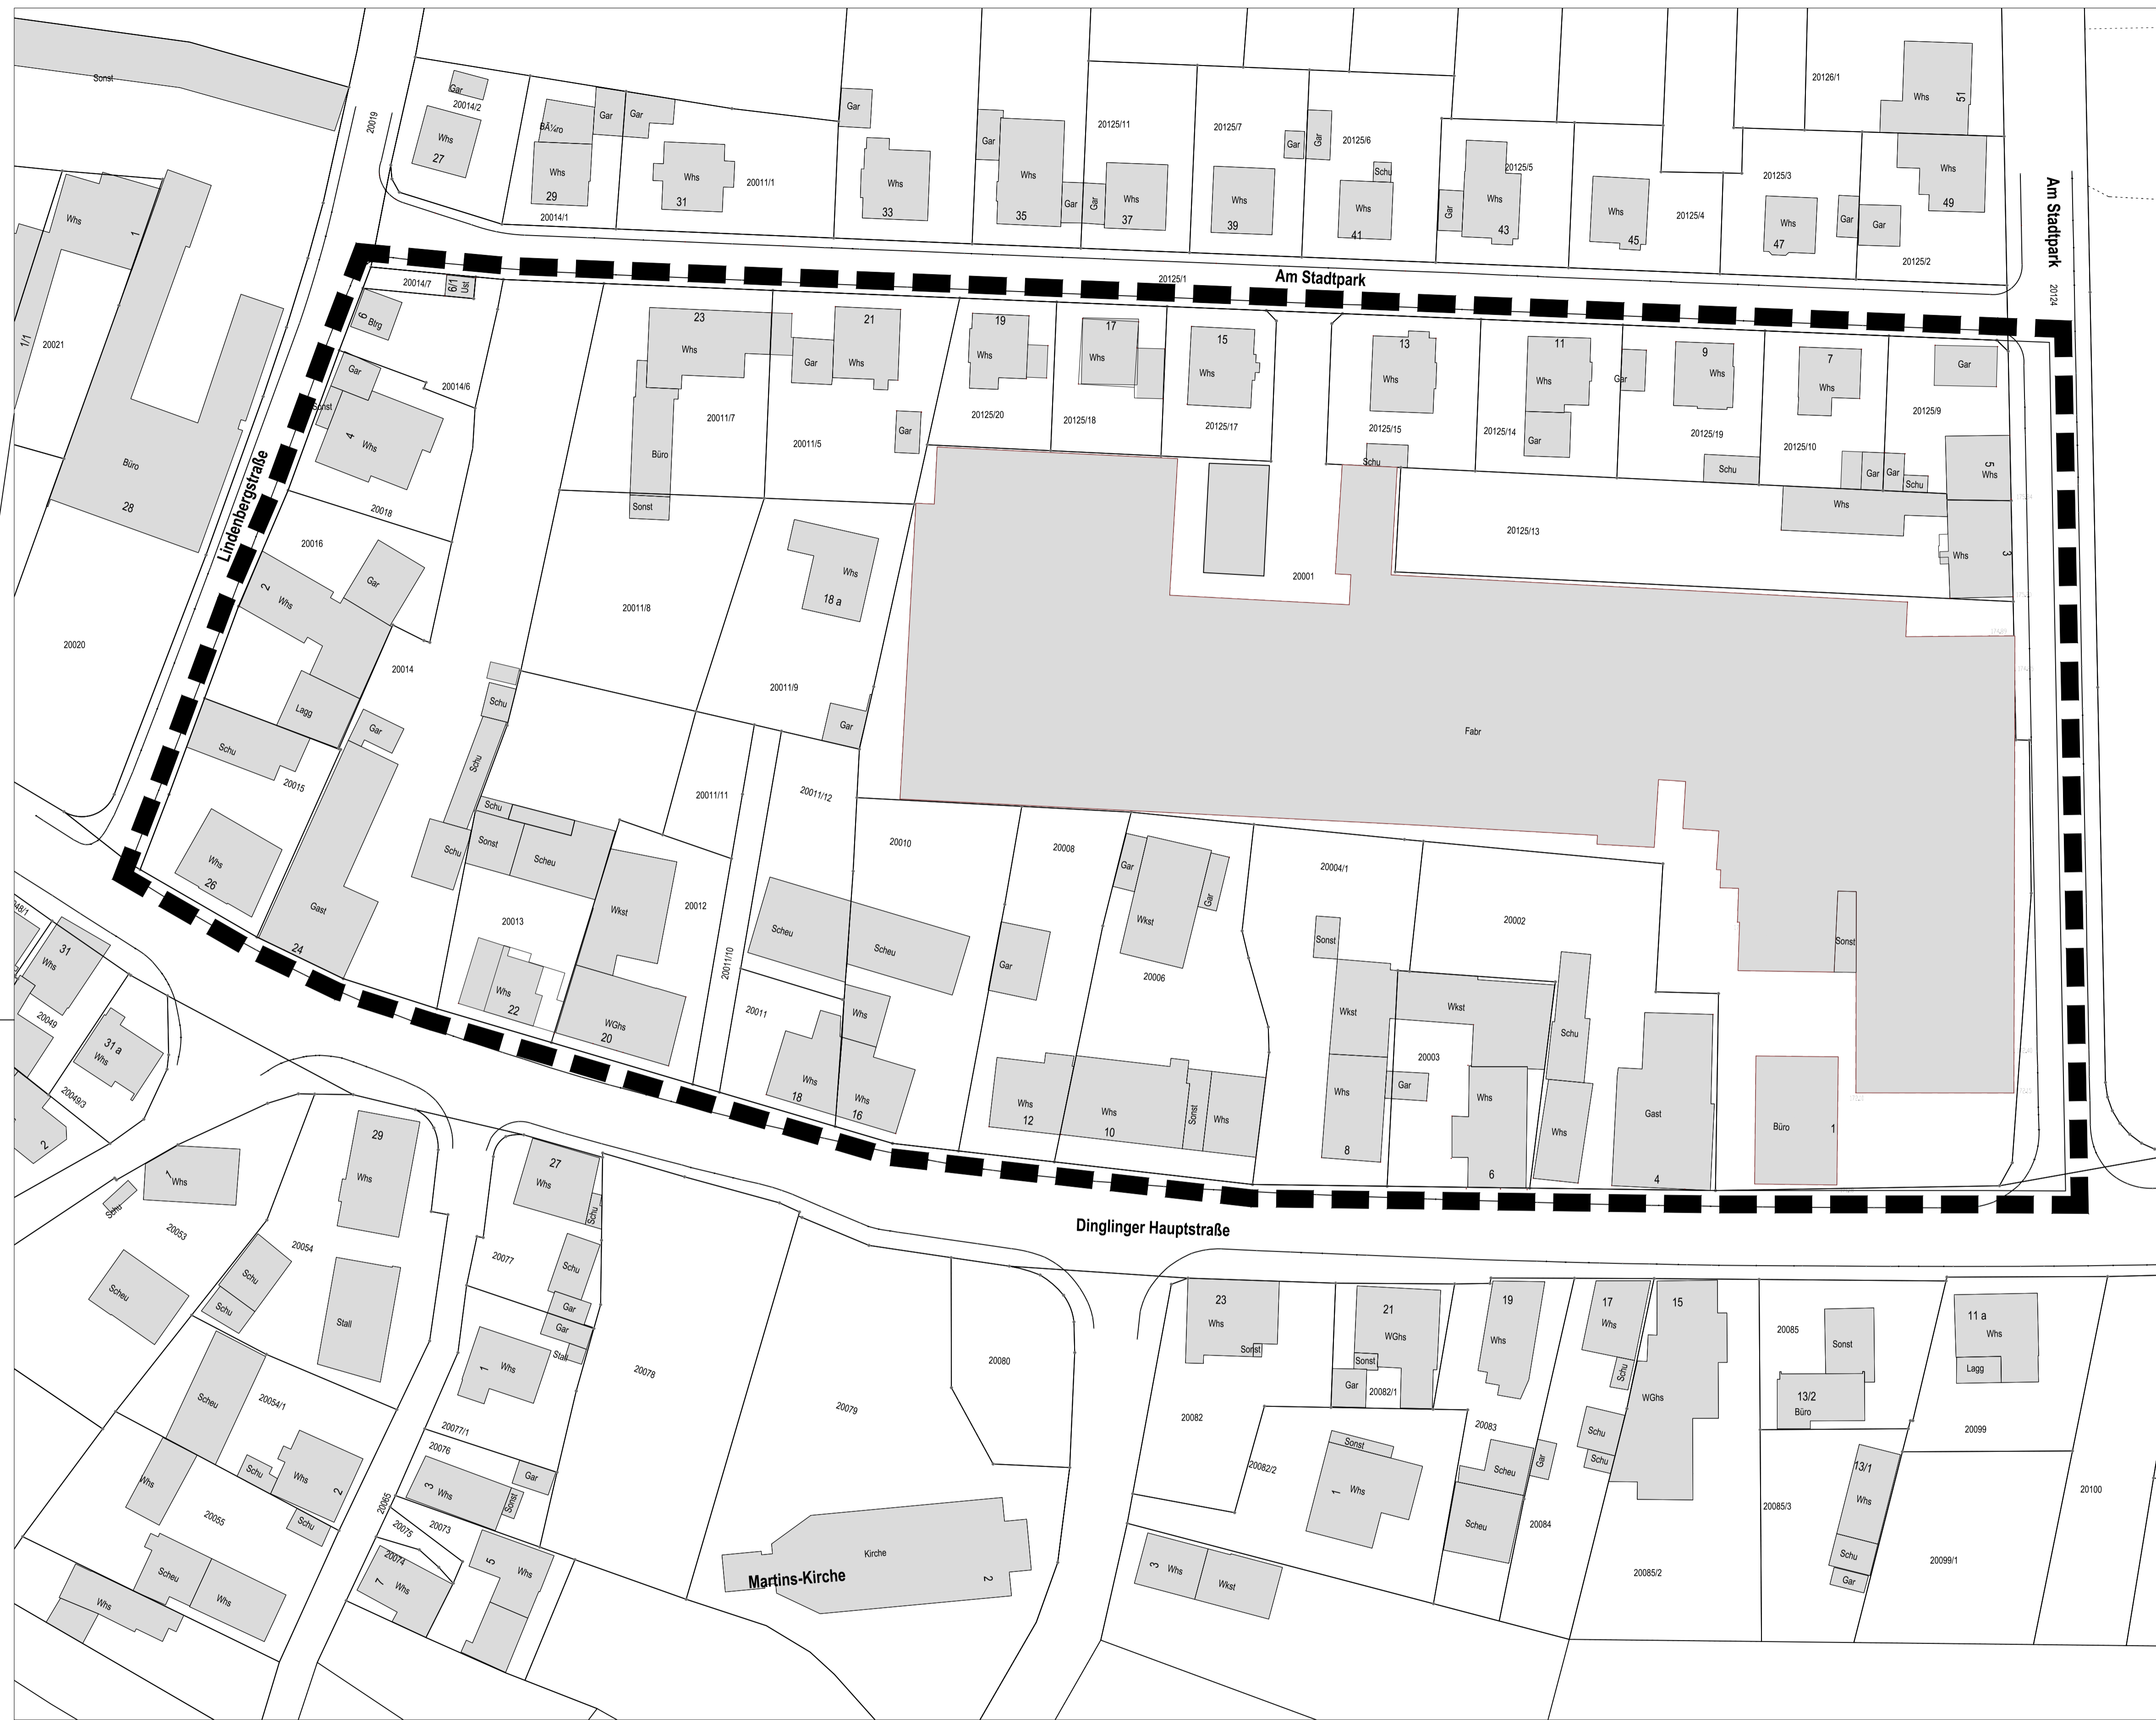 Sonst
20019
Gar
20014/2
Whs
27
BÃ¼ro
Whs
29
20014/1
Gar
Gar
Whs
31
20011/1
Gar
Whs
33
Gar
Whs
35
Gar
Gar
20125/11
Whs
37
20125/7
Whs
39
Gar
Gar
20125/6
Schu
Whs
41
Gar
Whs
43
20125/5
Whs
45
20125/4
20125/3
Whs
47
Gar
Gar
20126/1
Whs
51
Whs
49
20125/2
Am Stadtpark
20124
20125/1
Am Stadtpark
Whs
1
1/1
20021
Büro
28
20020
Lindenbergstraße
20014/7
6/1
Ust
6
Btrg
20014/6
Gar
Sonst
4
Whs
20018
20016
Gar
2
Whs
Lagg
20014
Schu
20015
Gar
Whs
26
Gast
24
23
Whs
20011/7
Büro
Sonst
21
Gar
Whs
20011/5
Gar
19
Whs
20125/20
17
Whs
20125/18
15
Whs
20125/17
13
Whs
20125/15
Schu
11
Whs
20125/14
Gar
Gar
9
Whs
20125/19
Schu
7
Whs
20125/10
Gar
Gar
Schu
Gar
20125/9
5
Whs
Whs
Whs
3
20125/13
20001
20011/8
Whs
18 a
20011/9
Gar
Fabr
Schu
Schu
Schu
Schu
Sonst
Scheu
20013
Whs
22
Wkst
20012
WGhs
20
20011/11
20011/12
20011/10
20010
Scheu
Scheu
20011
Whs
Whs
18
Whs
16
20008
Gar
Gar
Wkst
Gar
20006
Whs
12
Whs
10
Sonst
Whs
20004/1
Sonst
Wkst
Whs
8
20002
Wkst
20003
Gar
Whs
6
Schu
Whs
Gast
4
Sonst
Büro
1
Dinglinger Hauptstraße
31
Whs
20049
31 a
Whs
20049/3
2
1
Whs
20053
Scheu
Schu
Schu
20054
29
Whs
Stall
Scheu
20054/1
Whs
20055
Schu
Whs
2
Schu
Scheu
Whs
Whs
20065
27
Whs
Schu
20077
Schu
Gar
Gar
Stall
1
Whs
20077/1
20076
3
Whs
Gar
Sonst
20073
20075
20074
7
Whs
5
Whs
20078
20079
20080
Kirche
Martins-Kirche
2
23
Whs
Sonst
20082
21
WGhs
Sonst
Gar
20082/1
20082/2
Sonst
1
Whs
3
Whs
Wkst
19
Whs
20083
Scheu
Scheu
Gar
20084
17
Whs
Schu
Schu
Schu
15
WGhs
20085/2
20085
Sonst
13/2
Büro
20085/3
13/1
Whs
Schu
Gar
11 a
Whs
Lagg
20099
20099/1
20100